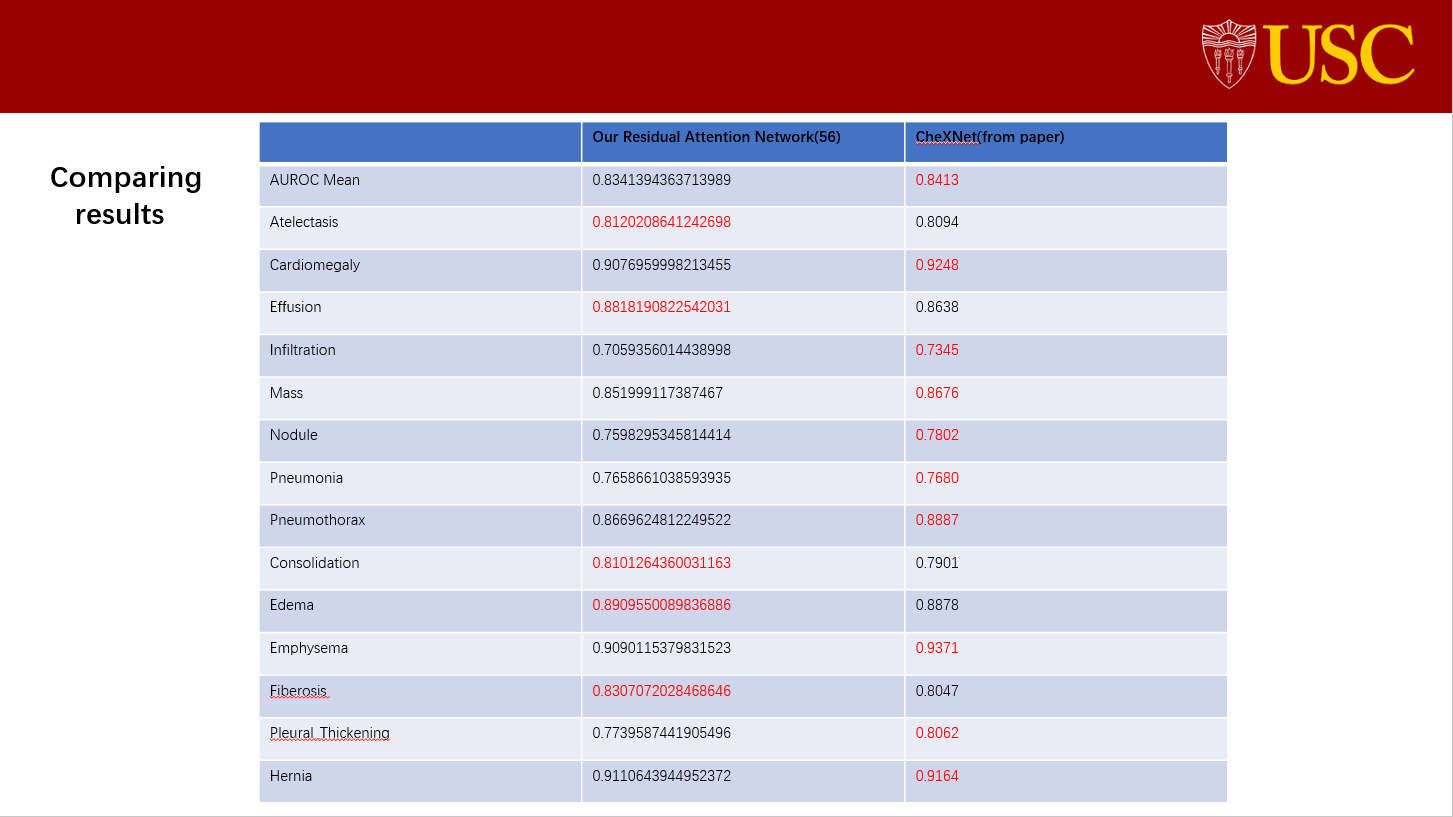 USC
Comparing
results
Our Residual Attention Network(56) CheXNet(from paper)
AUROC Mean 0.8341394363713989 0.8413
Atelectasis 0.8120208641242698 0.8094
Cardiomegaly 0.9076959998213455 0.9248
Effusion 0.8818190822542031 0.8638
Infiltration 0.7059356014438998 0.7345
Mass 0.851999117387467 0.8676
Nodule 0.7598295345814414 0.7802
Pneumonia 0.7658661038593935 0.7680
Pneumothorax 0.8669624812249522 0.8887
Consolidation 0.8101264360031163 0.7901
Edema 0.8909550089836886 0.8878
Emphysema 0.9090115379831523 0.9371
Fiberosis 0.8307072028468646 0.8047
Pleural_Thickening 0.7739587441905496 0.8062
Hernia 0.9110643944952372 0.9164